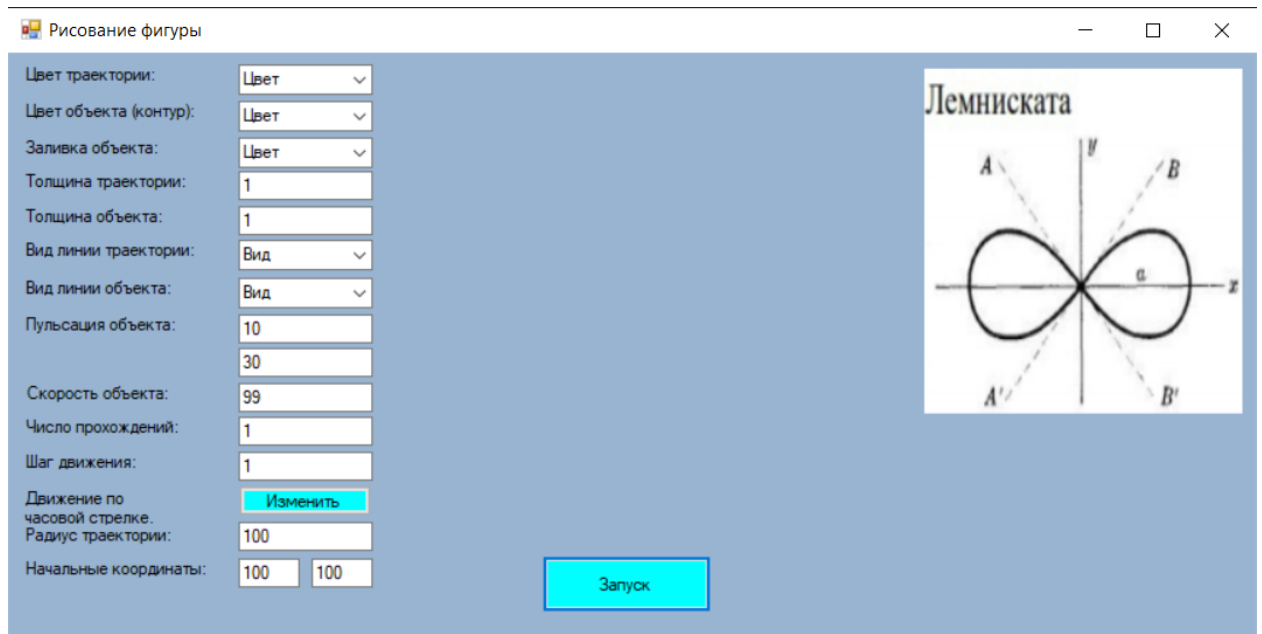 Рисование фигуры
Цвет траектории: Цвет
Цвет объекта (контур): Цвет
Заливка объекта: Цвет
Толщина траектории: 1
Толщина объекта: 1
Вид линии траектории: Вид
Вид линии объекта: Вид
Пульсация объекта: 10
30
Скорость объекта: 99
Число прохождений: 1
Шаг движения: 1
Движение по
часовой стрелке. Изменить
Радиус траектории: 100
Начальные координаты: 100 100
Запуск
Лемниската
y
A B
a
x
A' B'